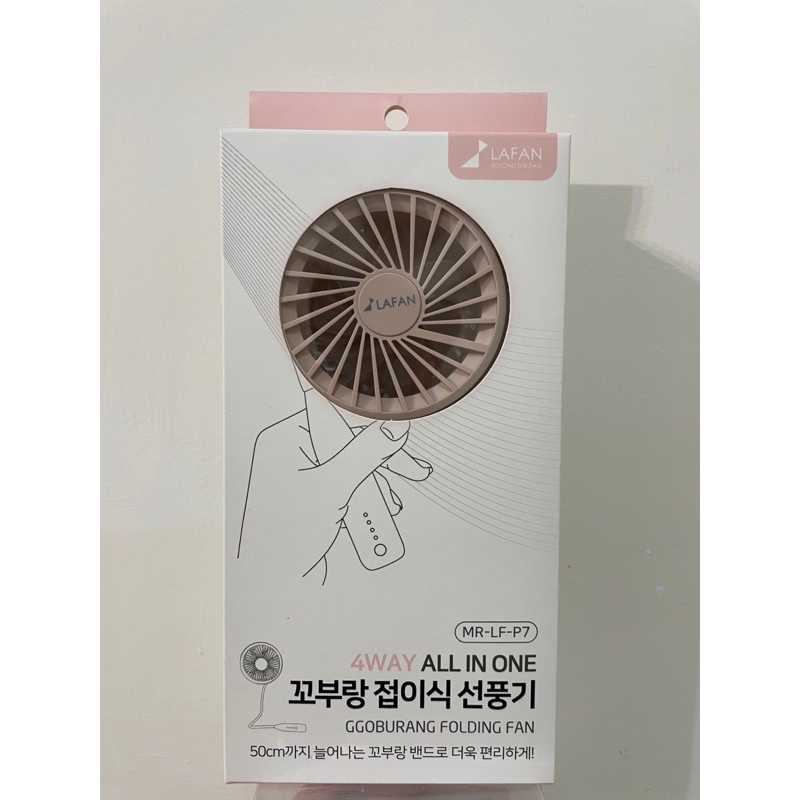 LAFAN
BEYOND THE FAN
LAFAN
MR-LF-P7
4WAY ALL IN ONE
꼬부랑 접이식 선풍기
GGOBURANG FOLDING FAN
50cm까지 늘어나는 꼬부랑 밴드로 더욱 편리하게!